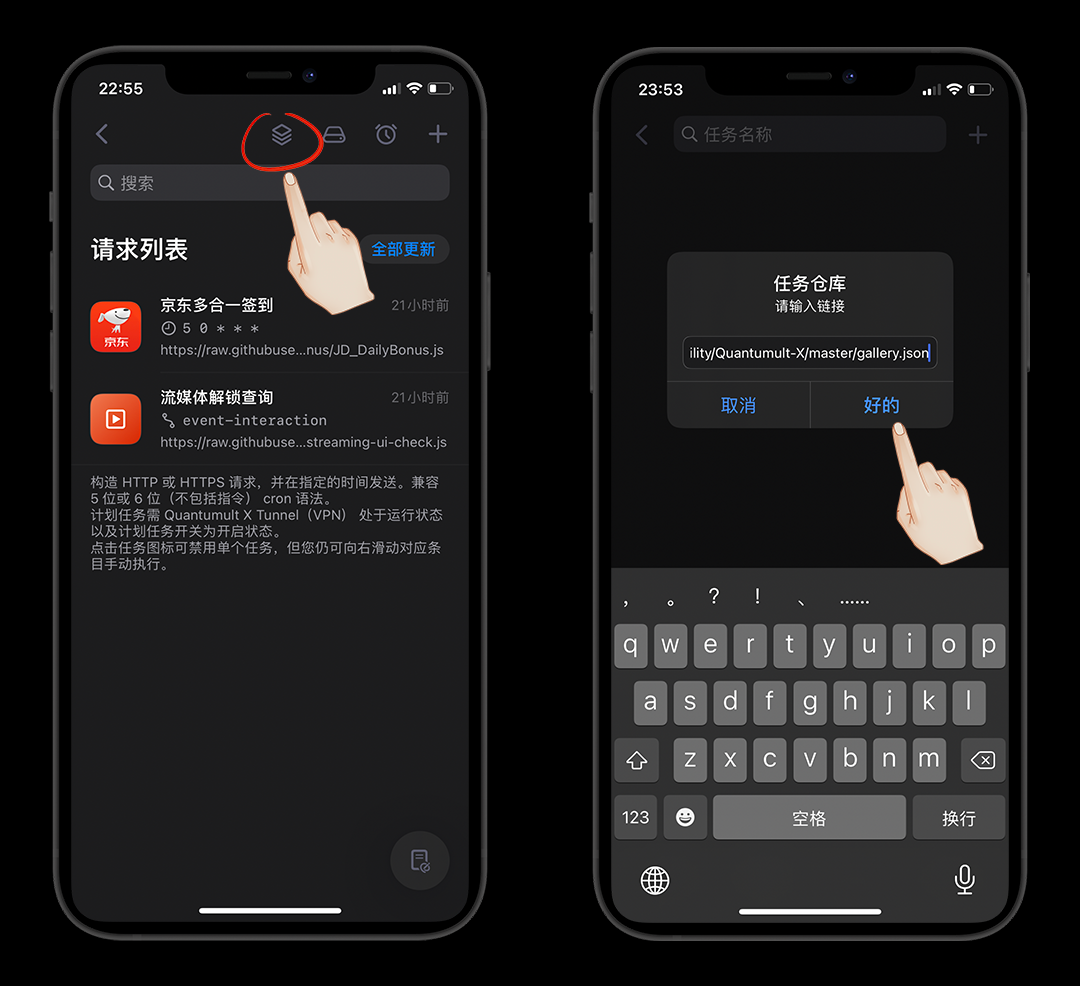 22:55
搜索
请求列表
全部更新
京东多合一签到
21小时前
5 0 * * *
https://raw.githubuse...nus/JD_DailyBonus.js
京东
流媒体解锁查询
21小时前
event-interaction
https://raw.githubuse...streaming-ui-check.js
构造 HTTP 或 HTTPS 请求，并在指定的时间发送。兼容
5 位或 6 位（不包括指令） cron 语法。
计划任务需 Quantumult X Tunnel（VPN） 处于运行状态
以及计划任务开关为开启状态。
点击任务图标可禁用单个任务，但您仍可向右滑动对应条
目手动执行。
23:53
任务名称
任务仓库
请输入链接
ility/Quantumult-X/master/gallery.json
取消
好的
， 。 ？ ！ 、 ......
q w e r t y u i o p
a s d f g h j k l
z x c v b n m
123
空格
换行